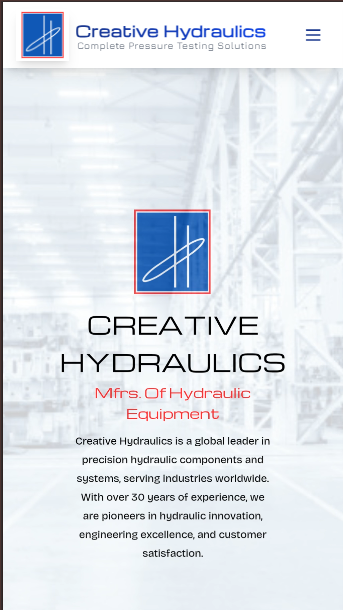 Creative Hydraulics
Complete Pressure Testing Solutions
CREATIVE
HYDRAULICS
Mfrs. Of Hydraulic
Equipment
Creative Hydraulics is a global leader in
precision hydraulic components and
systems, serving industries worldwide.
With over 30 years of experience, we
are pioneers in hydraulic innovation,
engineering excellence, and customer
satisfaction.